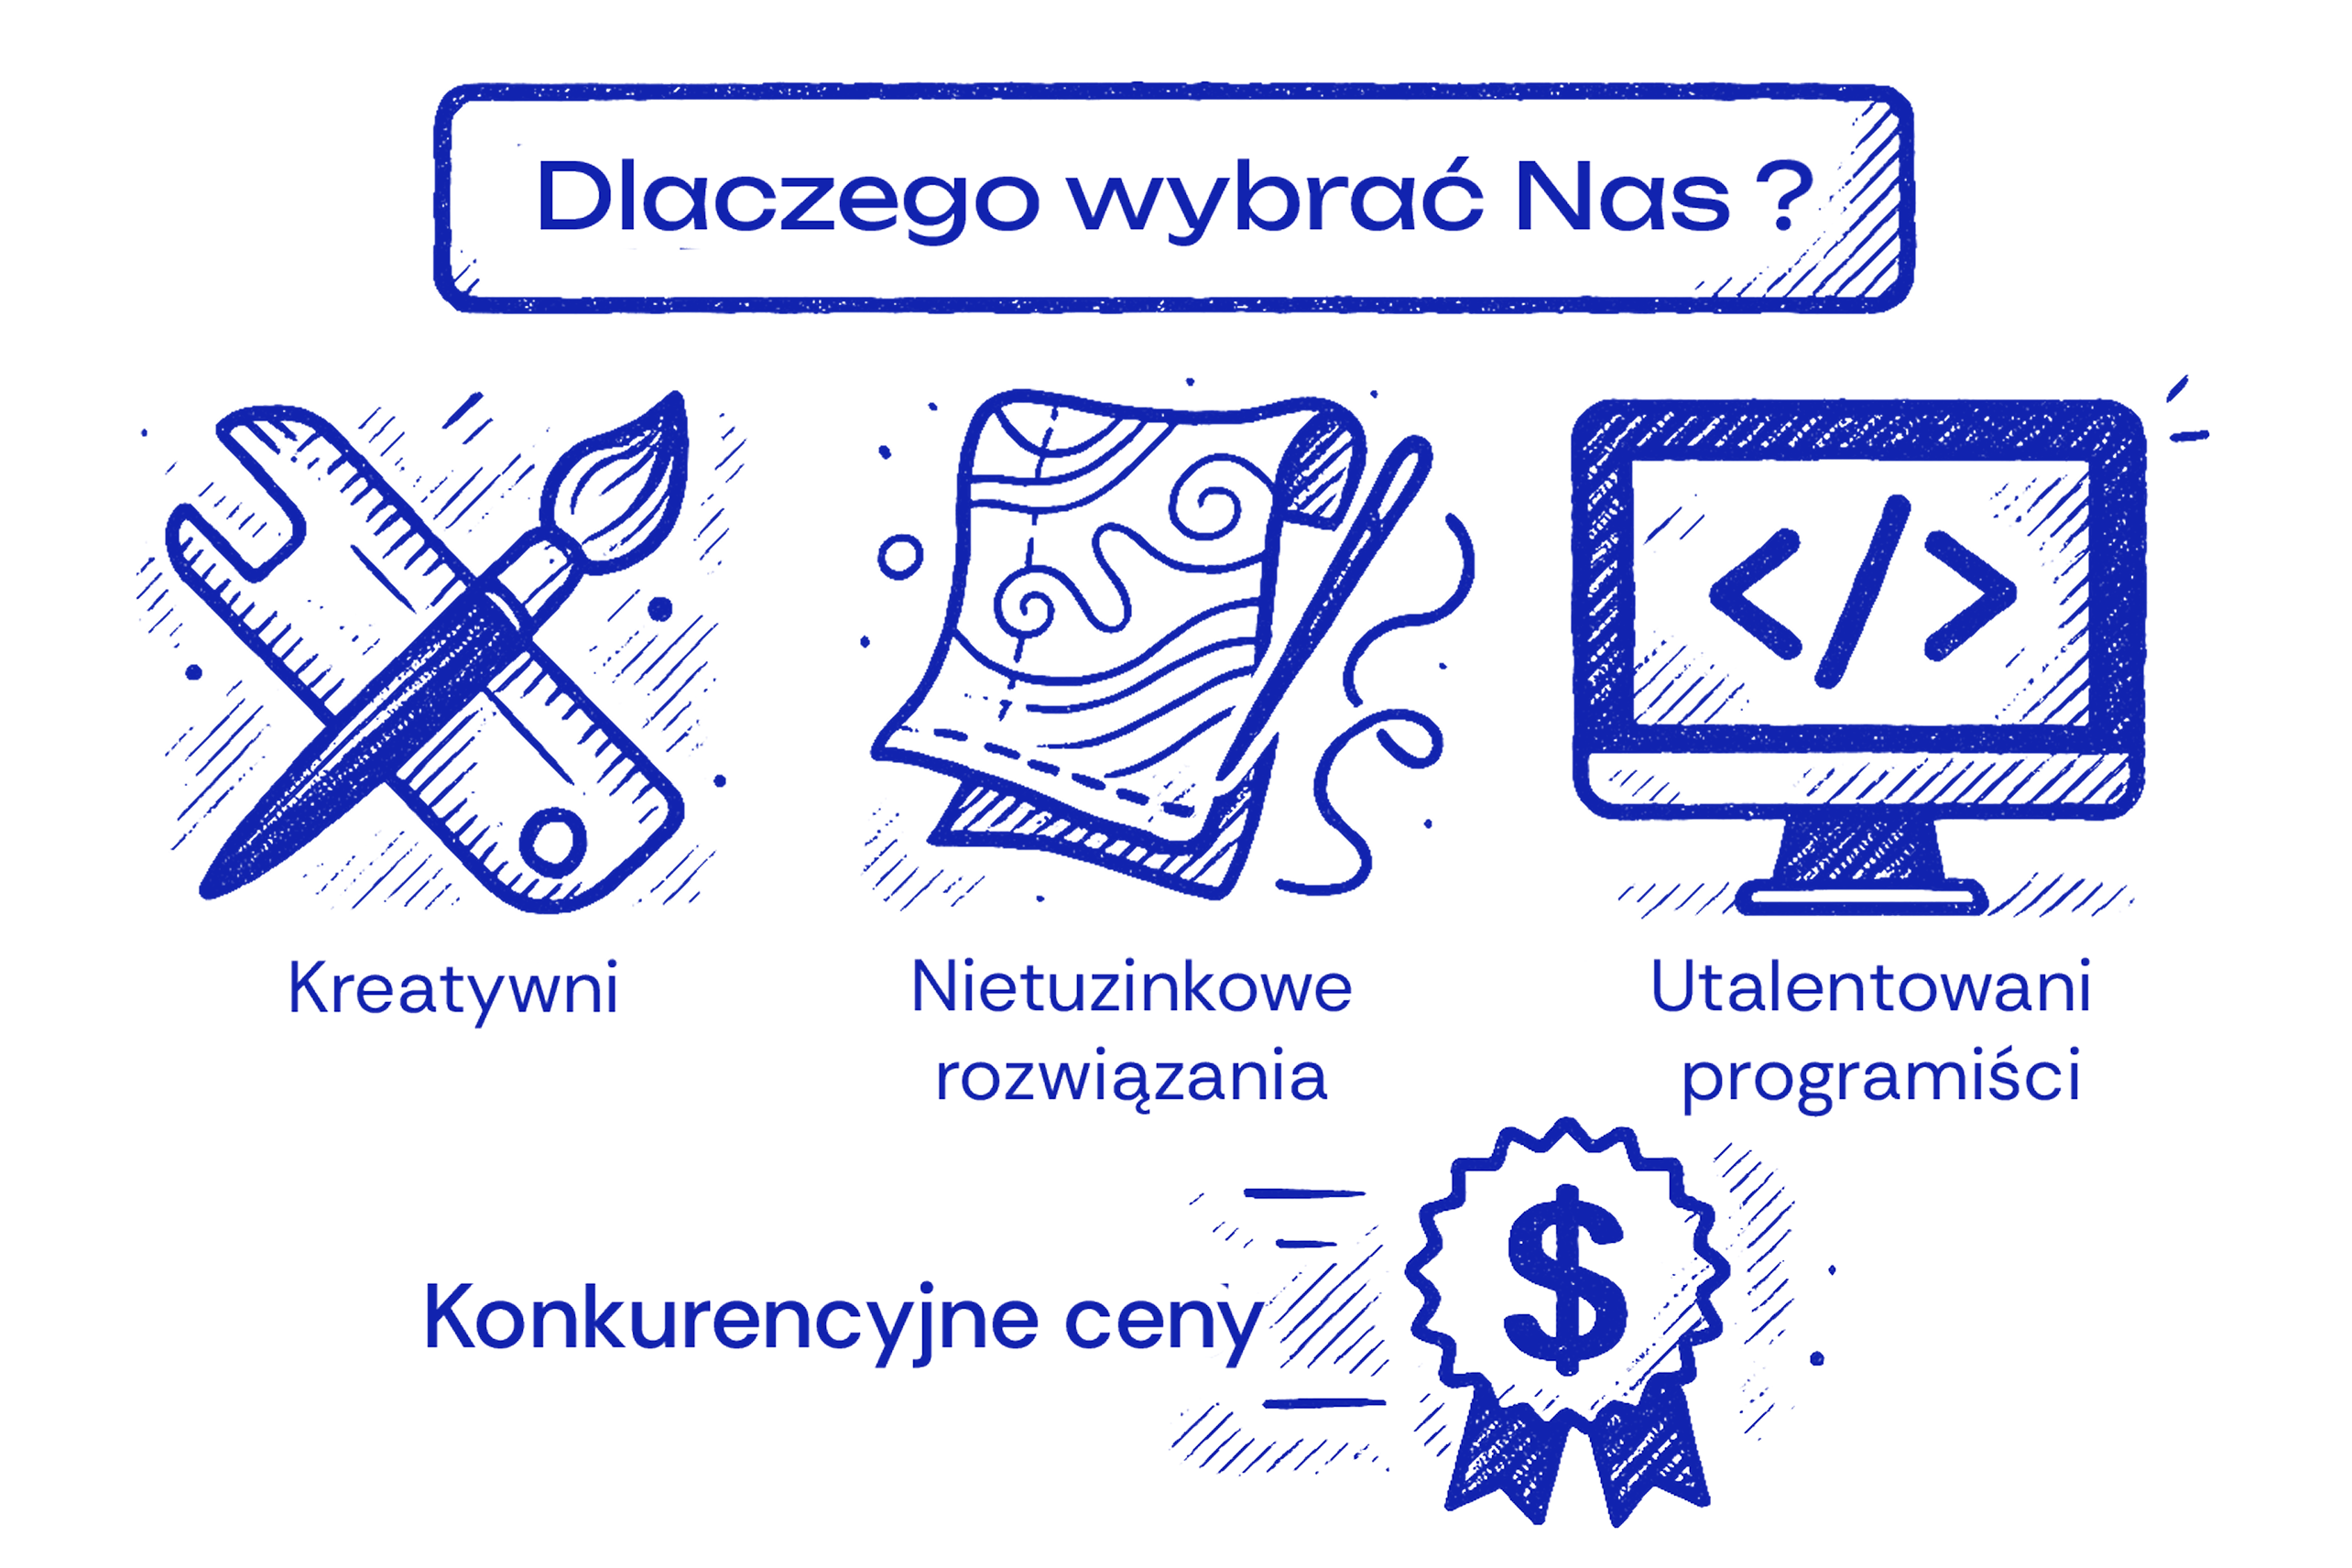 Dlaczego wybrać Nas ?
Kreatywni
Nietuzinkowe
rozwiązania
Utalentowani
programiści
Konkurencyjne ceny
$